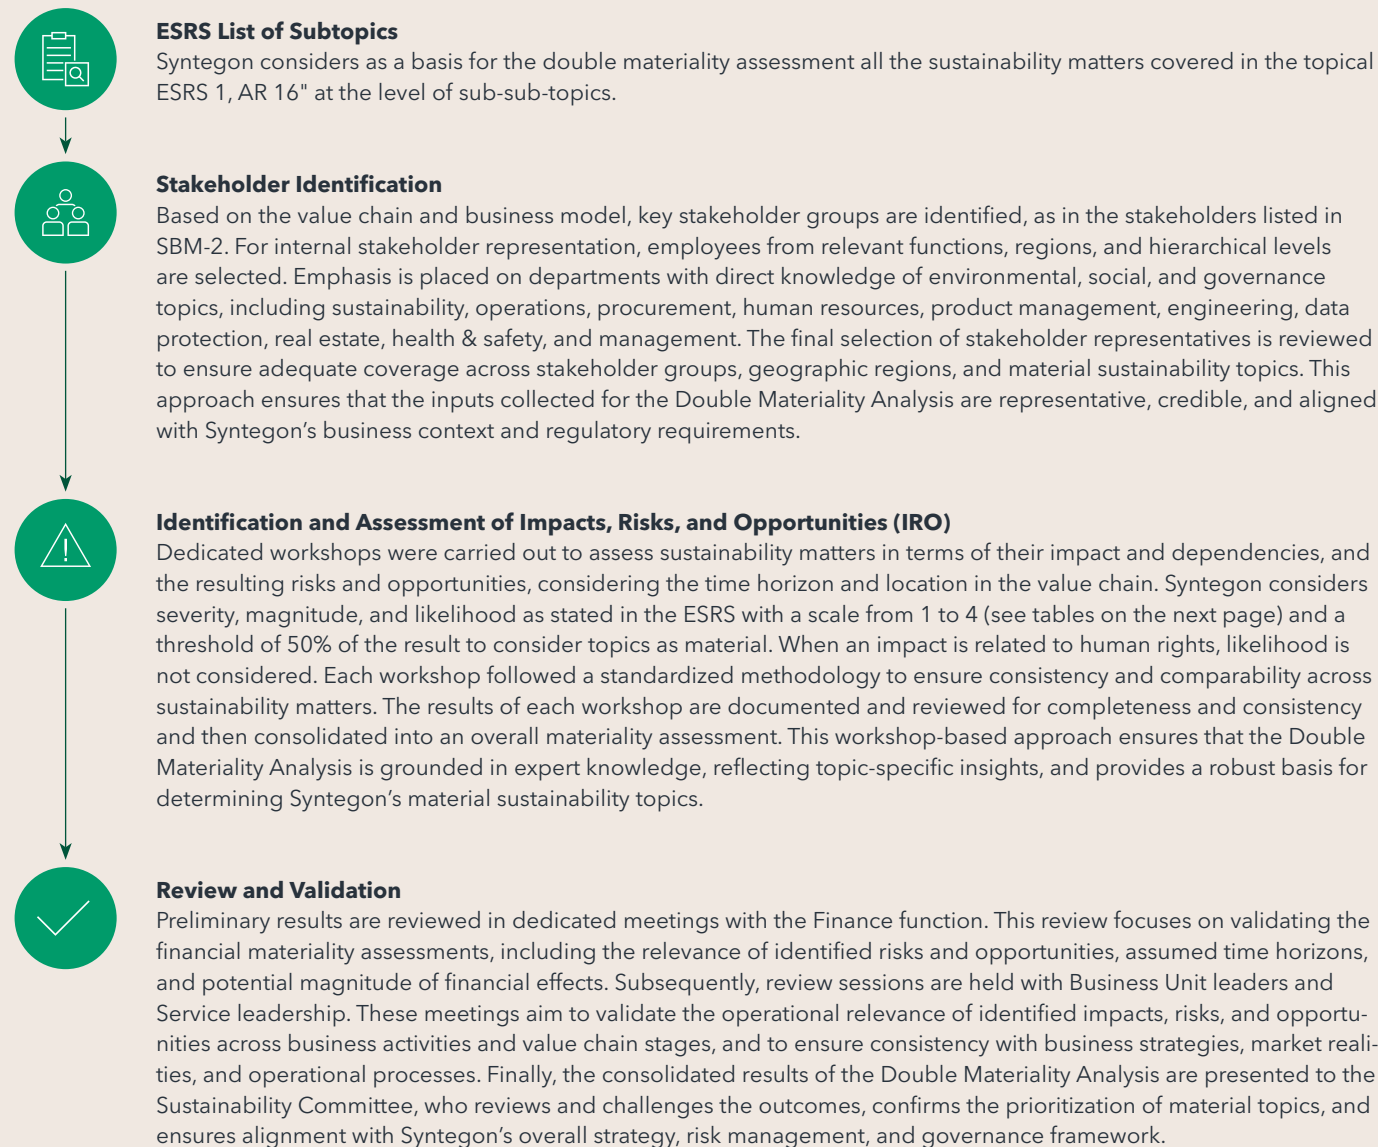 ESRS List of Subtopics
Syntegon considers as a basis for the double materiality assessment all the sustainability matters covered in the topical
ESRS 1, AR 16" at the level of sub-sub-topics.
Stakeholder Identification
Based on the value chain and business model, key stakeholder groups are identified, as in the stakeholders listed in
SBM-2. For internal stakeholder representation, employees from relevant functions, regions, and hierarchical levels
are selected. Emphasis is placed on departments with direct knowledge of environmental, social, and governance
topics, including sustainability, operations, procurement, human resources, product management, engineering, data
protection, real estate, health & safety, and management. The final selection of stakeholder representatives is reviewed
to ensure adequate coverage across stakeholder groups, geographic regions, and material sustainability topics. This
approach ensures that the inputs collected for the Double Materiality Analysis are representative, credible, and aligned
with Syntegon’s business context and regulatory requirements.
Identification and Assessment of Impacts, Risks, and Opportunities (IRO)
Dedicated workshops were carried out to assess sustainability matters in terms of their impact and dependencies, and
the resulting risks and opportunities, considering the time horizon and location in the value chain. Syntegon considers
severity, magnitude, and likelihood as stated in the ESRS with a scale from 1 to 4 (see tables on the next page) and a
threshold of 50% of the result to consider topics as material. When an impact is related to human rights, likelihood is
not considered. Each workshop followed a standardized methodology to ensure consistency and comparability across
sustainability matters. The results of each workshop are documented and reviewed for completeness and consistency
and then consolidated into an overall materiality assessment. This workshop-based approach ensures that the Double
Materiality Analysis is grounded in expert knowledge, reflecting topic-specific insights, and provides a robust basis for
determining Syntegon’s material sustainability topics.
Review and Validation
Preliminary results are reviewed in dedicated meetings with the Finance function. This review focuses on validating the
financial materiality assessments, including the relevance of identified risks and opportunities, assumed time horizons,
and potential magnitude of financial effects. Subsequently, review sessions are held with Business Unit leaders and
Service leadership. These meetings aim to validate the operational relevance of identified impacts, risks, and opportu-
nities across business activities and value chain stages, and to ensure consistency with business strategies, market reali-
ties, and operational processes. Finally, the consolidated results of the Double Materiality Analysis are presented to the
Sustainability Committee, who reviews and challenges the outcomes, confirms the prioritization of material topics, and
ensures alignment with Syntegon’s overall strategy, risk management, and governance framework.